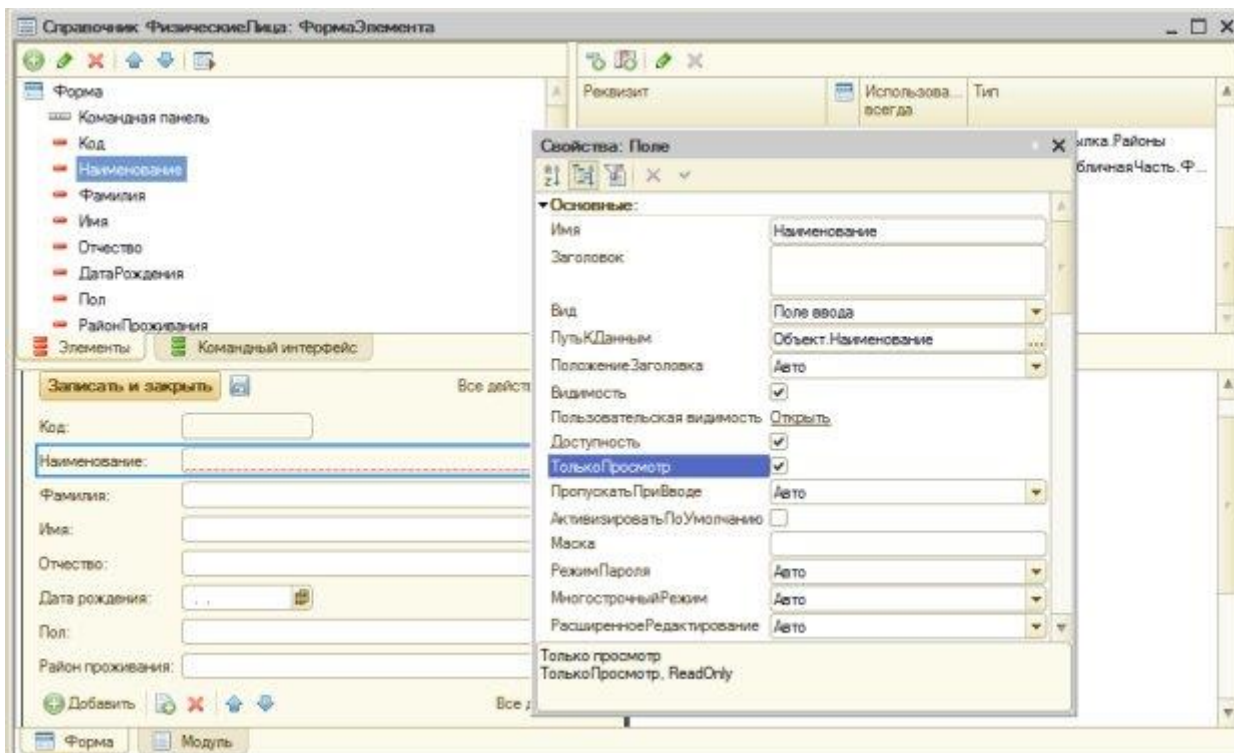 Справочник ФизическиеЛица: ФормаЭлемента
Форма
Командная панель
Код
Наименование
Фамилия
Имя
Отчество
ДатаРождения
Пол
РайонПроживания
Элементы
Командный интерфейс
Реквизит
Использова... всегда
Тип
ылка.Районы
бличнаяЧасть.Ф...
Записать и закрыть
Все действ
Код:
Наименование:
Фамилия:
Имя:
Отчество:
Дата рождения:
. .
Пол:
Район проживания:
Добавить
Все д
Форма
Модуль
Свойства: Поле
Основные:
Имя Наименование
Заголовок
Вид Поле ввода
ПутьКДанным Объект.Наименование ...
ПоложениеЗаголовка Авто
Видимость
Пользовательская видимость Открыть
Доступность
ТолькоПросмотр
ПропускатьПриВводе Авто
АктивизироватьПоУмолчанию
Маска
РежимПароля Авто
МногострочныйРежим Авто
РасширенноеРедактирование Авто
Только просмотр
ТолькоПросмотр, ReadOnly